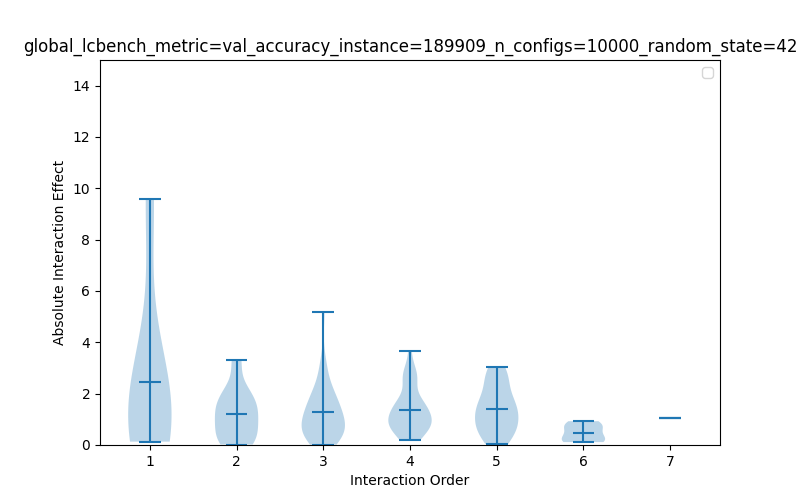 global_lcbench_metric=val_accuracy_instance=189909_n_configs=10000_random_state=42
14
12
10
8
6
4
2
0
Absolute Interaction Effect
1 2 3 4 5 6 7
Interaction Order